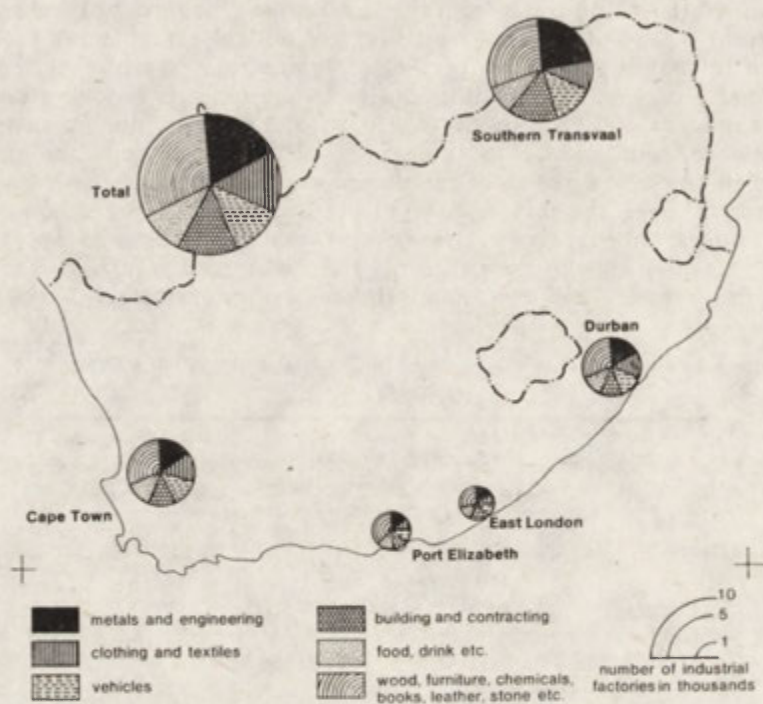 Southern Transvaal
Total
Durban
Cape Town
East London
Port Elizabeth
metals and engineering
clothing and textiles
vehicles
building and contracting
food, drink etc.
wood, furniture, chemicals,
books, leather, stone etc.
10
5
1
number of industrial
factories in thousands